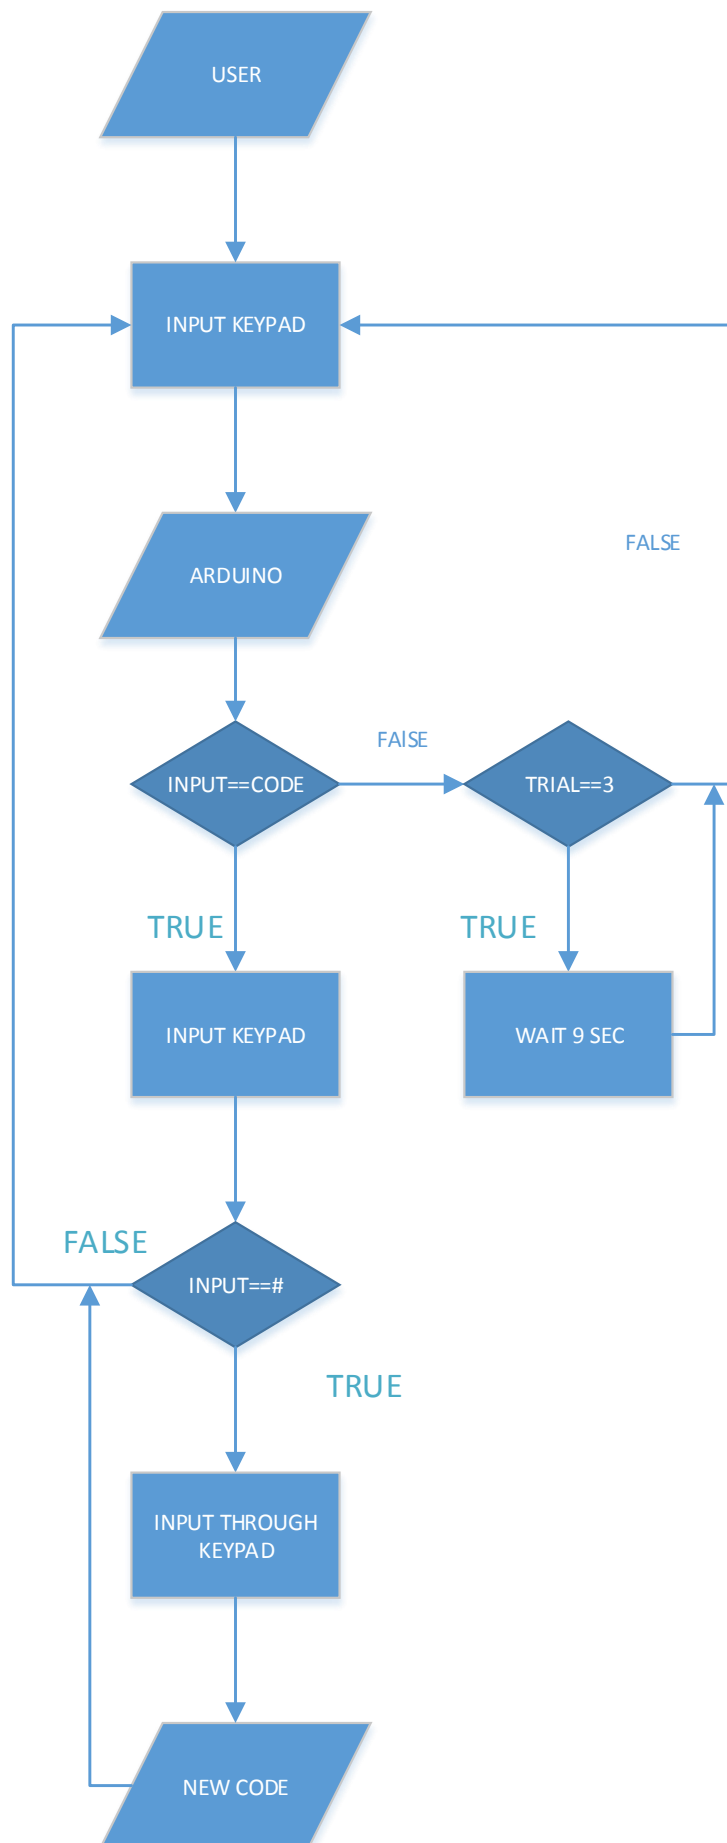 USER
INPUT KEYPAD
FALSE
ARDUINO
FAlSE
INPUT==CODE
TRIAL==3
TRUE
TRUE
INPUT KEYPAD
WAIT 9 SEC
FALSE
INPUT==#
TRUE
INPUT THROUGH
KEYPAD
NEW CODE